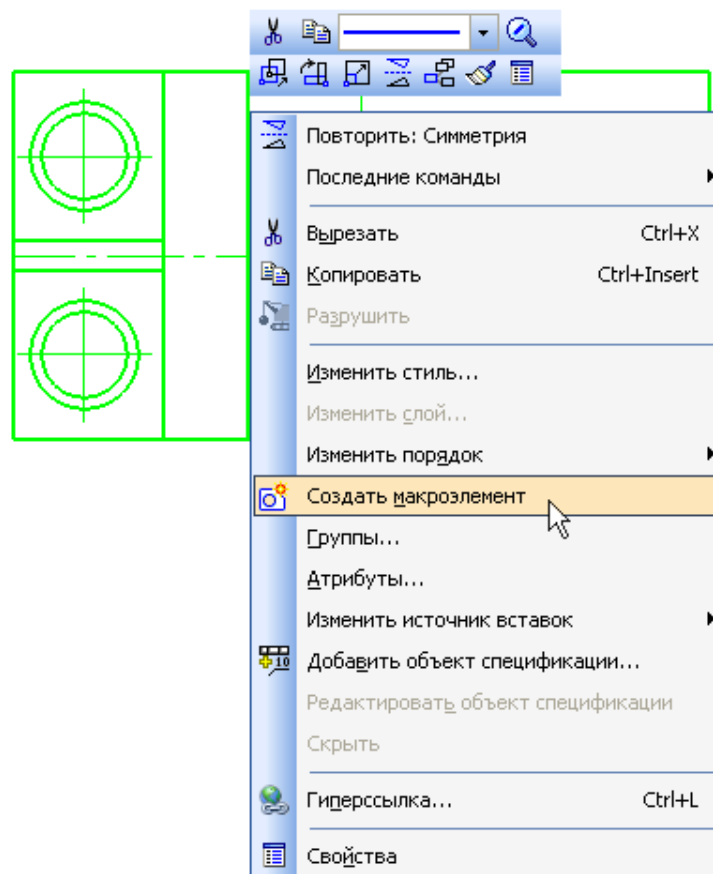 Повторить: Симметрия
Последние команды
Вырезать Ctrl+X
Копировать Ctrl+Insert
Разрушить
Изменить стиль...
Изменить слой...
Изменить порядок
Создать макроэлемент
Группы...
Атрибуты...
Изменить источник вставок
10 Добавить объект спецификации...
Редактировать объект спецификации
Скрыть
Гиперссылка... Ctrl+L
Свойства